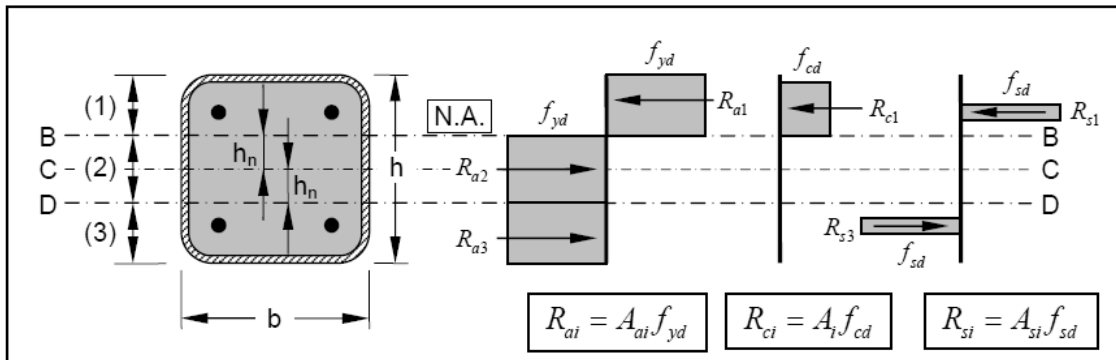 (1)
B
C
D
(2)
(3)
h_n
h_n
h
b
N.A.
f_yd
f_yd
R_a1
R_a2
R_a3
f_cd
R_c1
f_sd
R_s1
R_s3
f_sd
B
C
D
R_ai = A_ai f_yd
R_ci = A_i f_cd
R_si = A_si f_sd